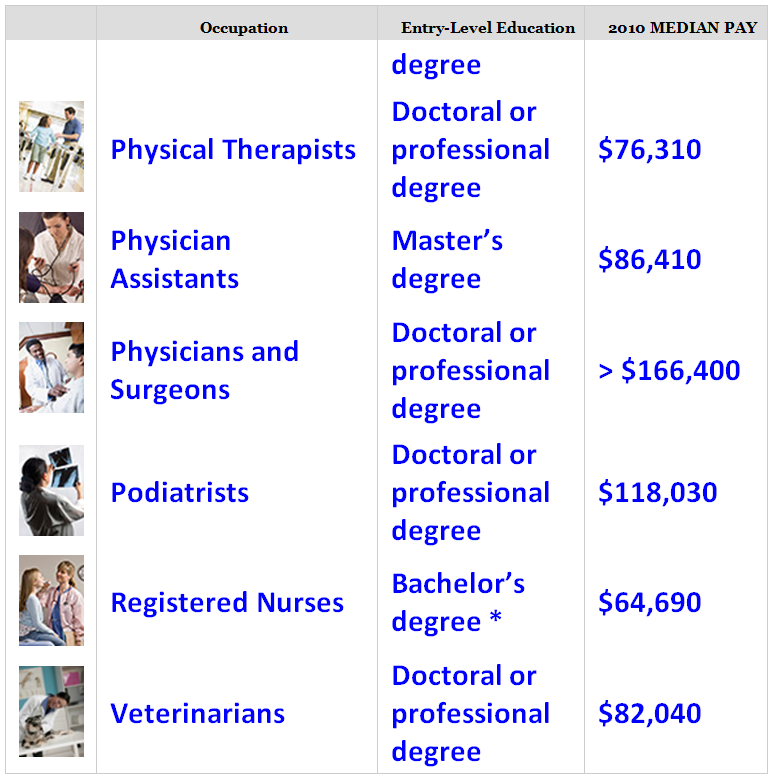 Occupation Entry-Level Education 2010 MEDIAN PAY
degree
Physical Therapists
Doctoral or
professional
degree
$76,310
Physician
Assistants
Master’s
degree
$86,410
Physicians and
Surgeons
Doctoral or
professional
degree
> $166,400
Podiatrists
Doctoral or
professional
degree
$118,030
Registered Nurses
Bachelor’s
degree *
$64,690
Veterinarians
Doctoral or
professional
degree
$82,040